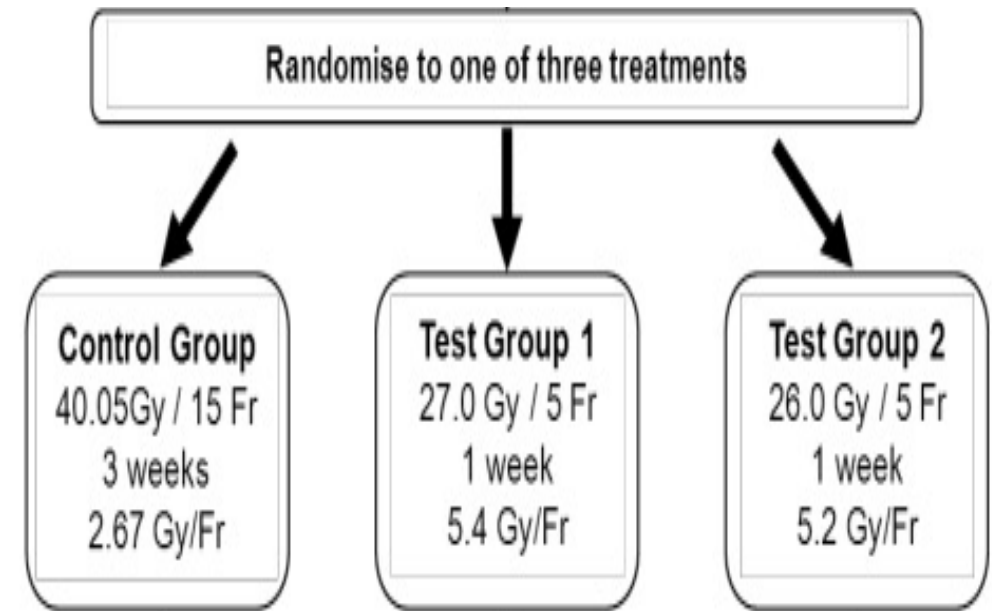 Randomise to one of three treatments
Control Group
40.05Gy / 15 Fr
3 weeks
2.67 Gy/Fr
Test Group 1
27.0 Gy / 5 Fr
1 week
5.4 Gy/Fr
Test Group 2
26.0 Gy / 5 Fr
1 week
5.2 Gy/Fr